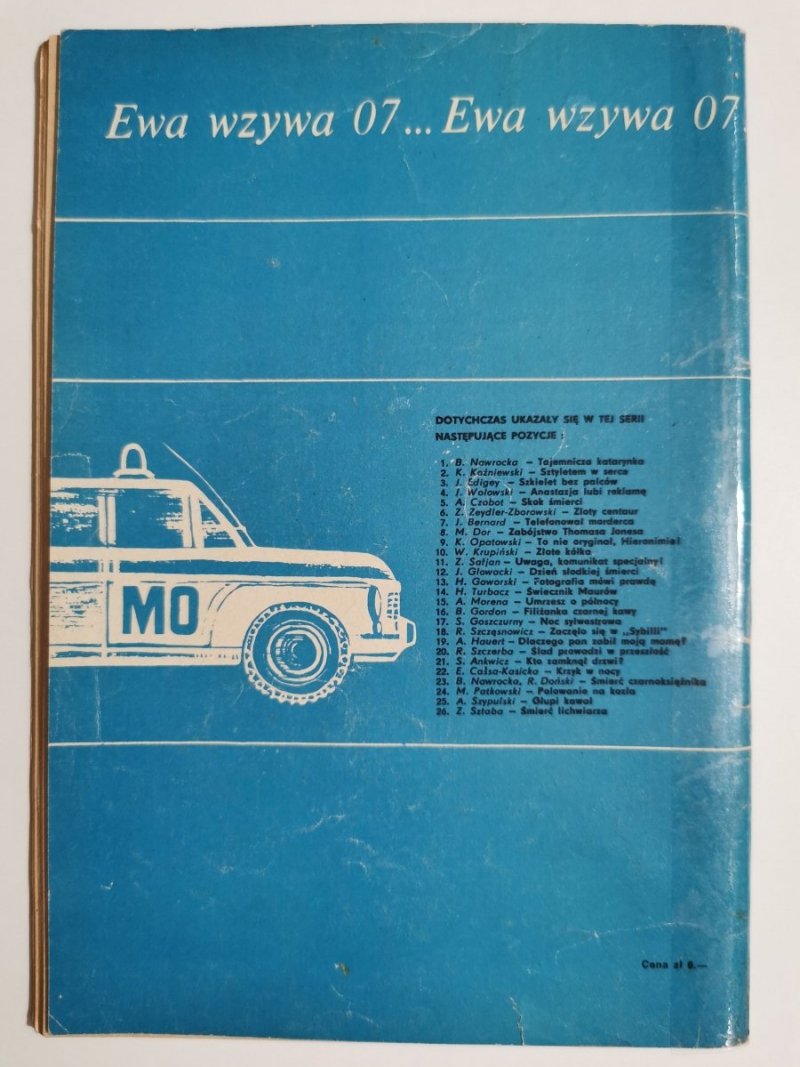 Ewa wzywa 07... Ewa wzywa 07.
DOTYCHCZAS UKAZAŁY SIĘ W TEJ SERII
NASTĘPUJĄCE POZYCJE :
1. B. Nawrocka – Tajemnicza katarynka
2. K. Koźniewski – Sztyletem w serce
3. J. Edigey – Szkielet bez palców
4. J. Wołowski – Anastazja lubi reklamę
5. A. Czobot – Skok śmierci
6. Z. Zeydler-Zborowski – Złoty centaur
7. J. Bernard – Telefonował morderca
8. M. Dor – Zabójstwo Thomasa Jonesa
9. K. Opatowski – To nie oryginał, Hieronimie!
10. W. Krupiński – Złote kółka
11. Z. Safjan – Uwaga, komunikat specjalny!
12. J. Głowacki – Dzień słodkiej śmierci
13. H. Goworski – Fotografia mówi prawdę
14. H. Turbacz – Świecznik Maurów
15. A. Morena – Umrzesz o północy
16. B. Gordon – Filiżanka czarnej kawy
17. S. Goszczurny – Noc sylwestrowa
18. R. Szczęsnowicz – Zaczęło się w „Sybilli”
19. A. Hauert – Dlaczego pan zabił moją mamę?
20. R. Szczerba – Ślad prowadzi w przeszłość
21. S. Ankwicz – Kto zamknął drzwi?
22. E. Cassa-Kasicka – Krzyk w nocy
23. B. Nawrocka, R. Doński – Śmierć czarnoksiężnika
24. M. Patkowski – Polowanie na kozła
25. A. Szypulski – Głupi kawał
26. Z. Sztaba – Śmierć lichwiarza
MO
Cena zł 6.—